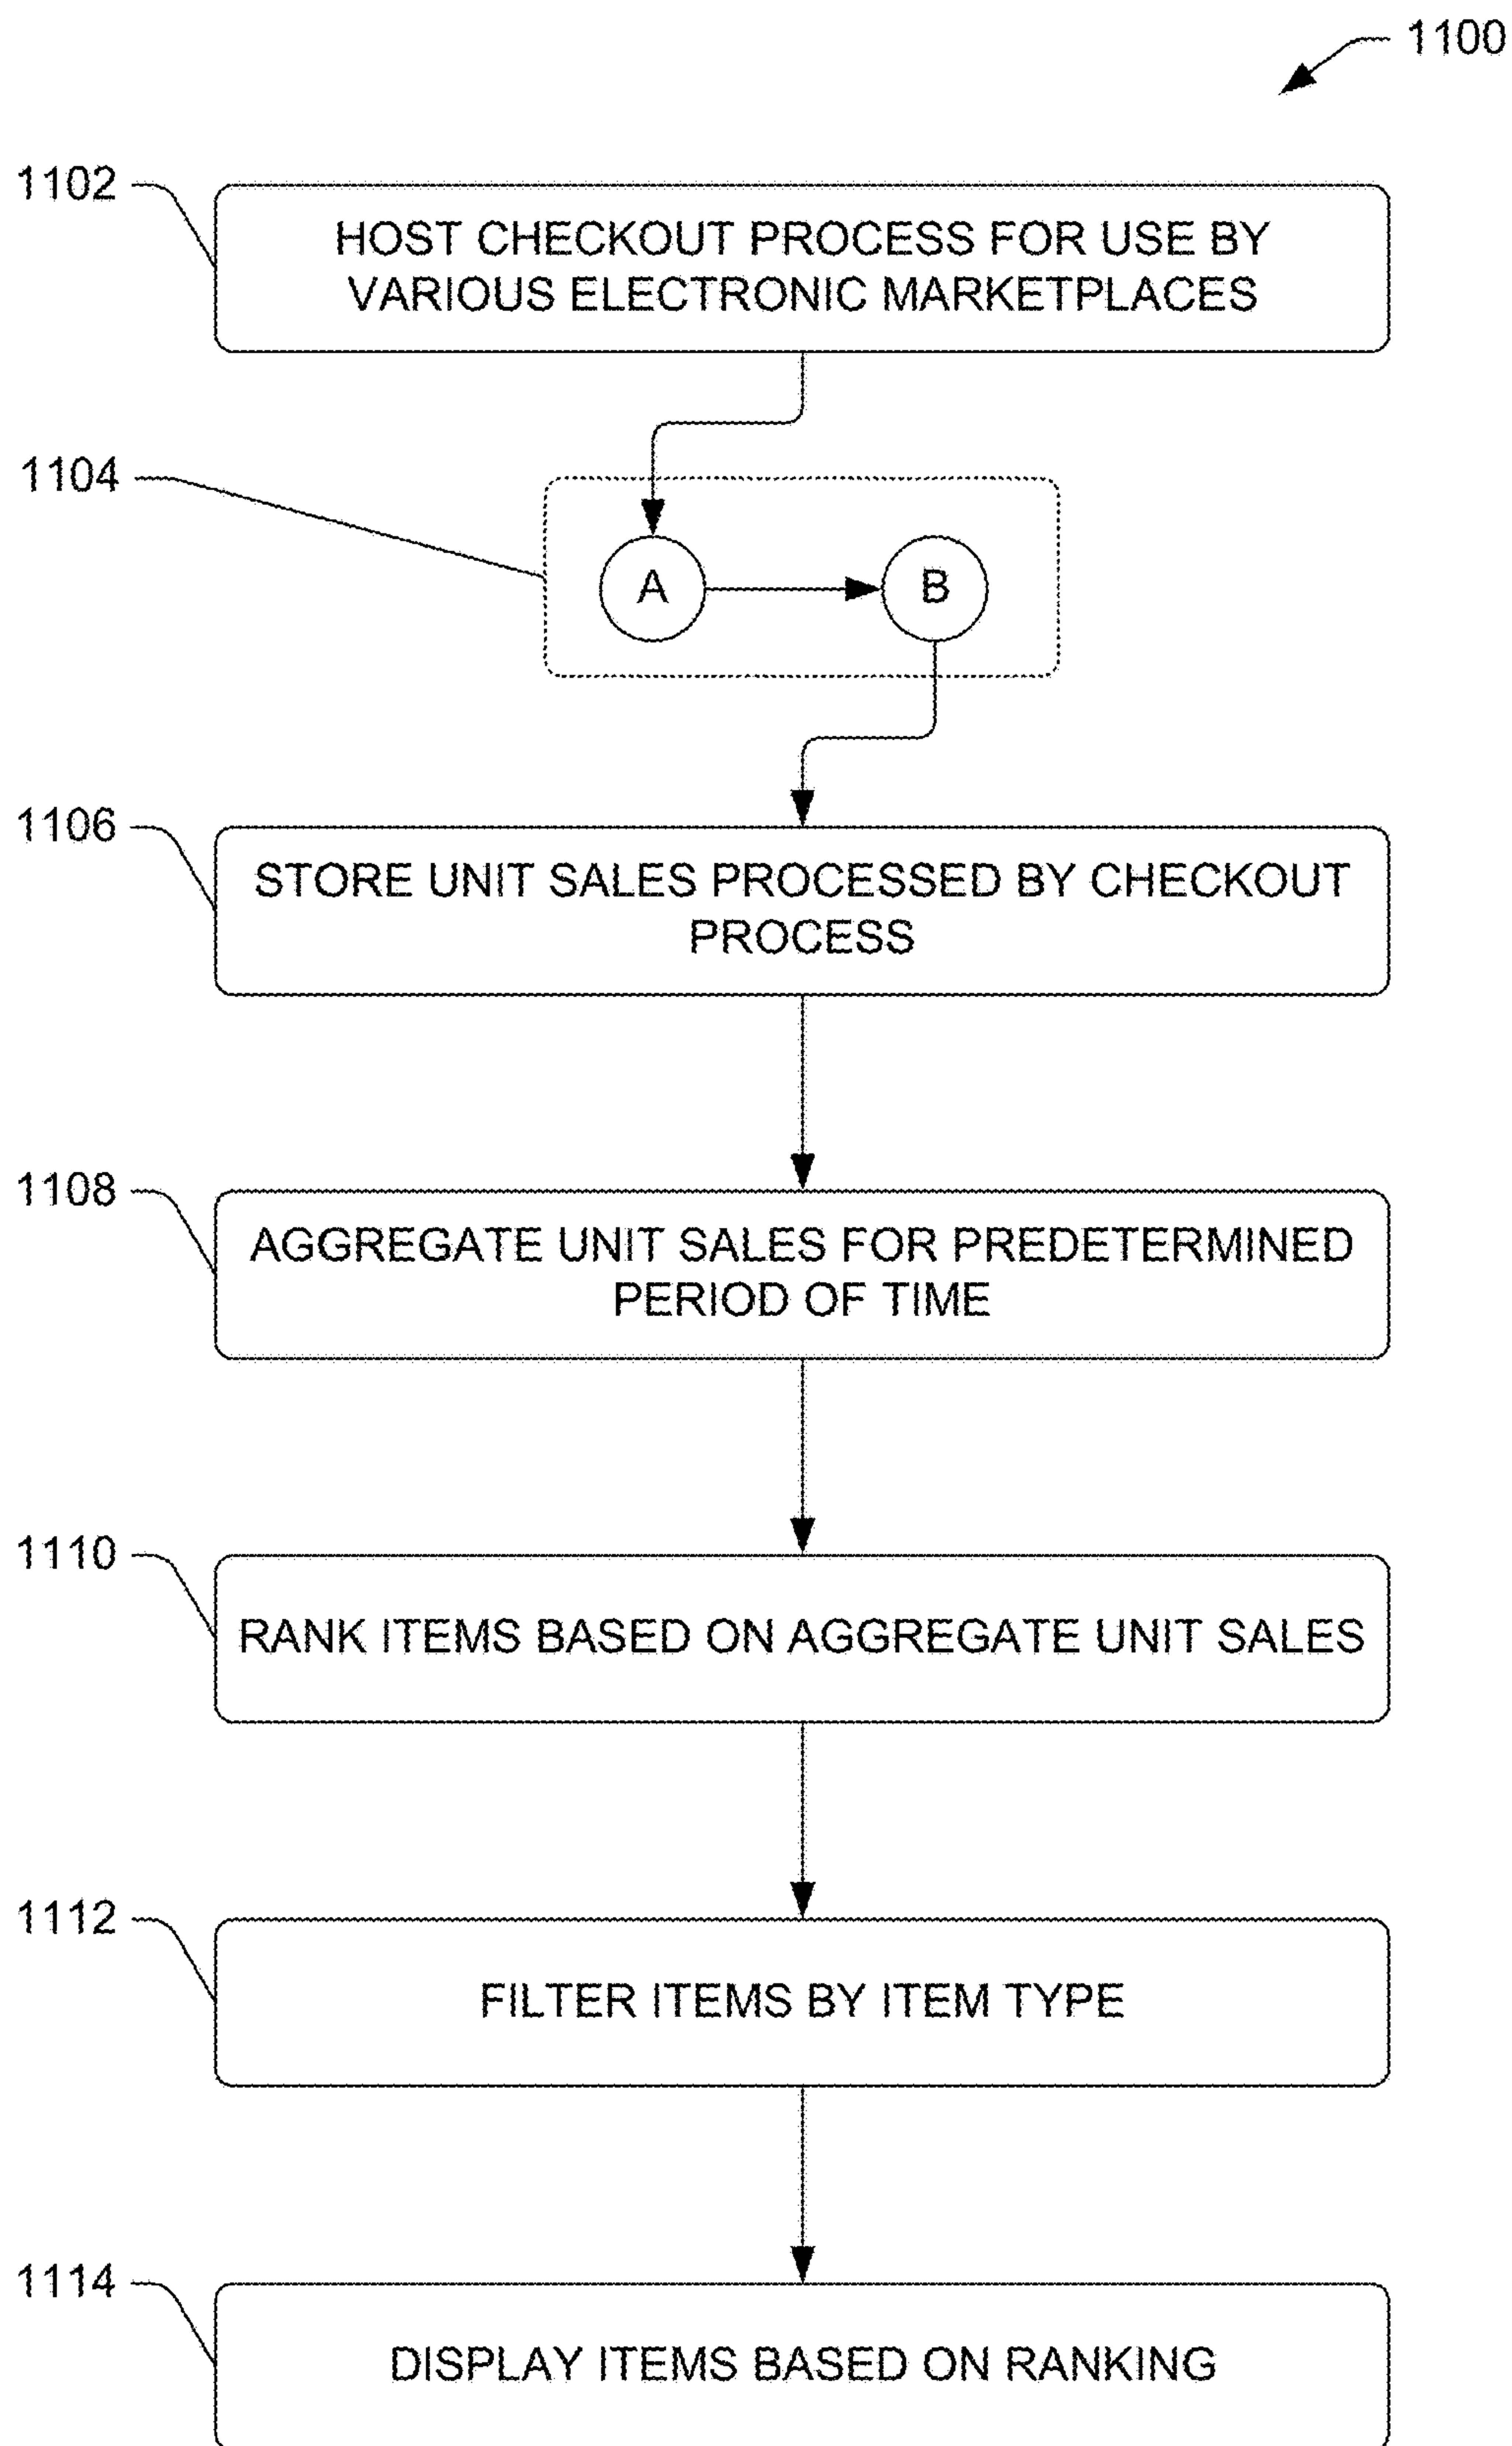 1100
1102
HOST CHECKOUT PROCESS FOR USE BY
VARIOUS ELECTRONIC MARKETPLACES
1104
A
B
1106
STORE UNIT SALES PROCESSED BY CHECKOUT
PROCESS
1108
AGGREGATE UNIT SALES FOR PREDETERMINED
PERIOD OF TIME
1110
RANK ITEMS BASED ON AGGREGATE UNIT SALES
1112
FILTER ITEMS BY ITEM TYPE
1114
DISPLAY ITEMS BASED ON RANKING